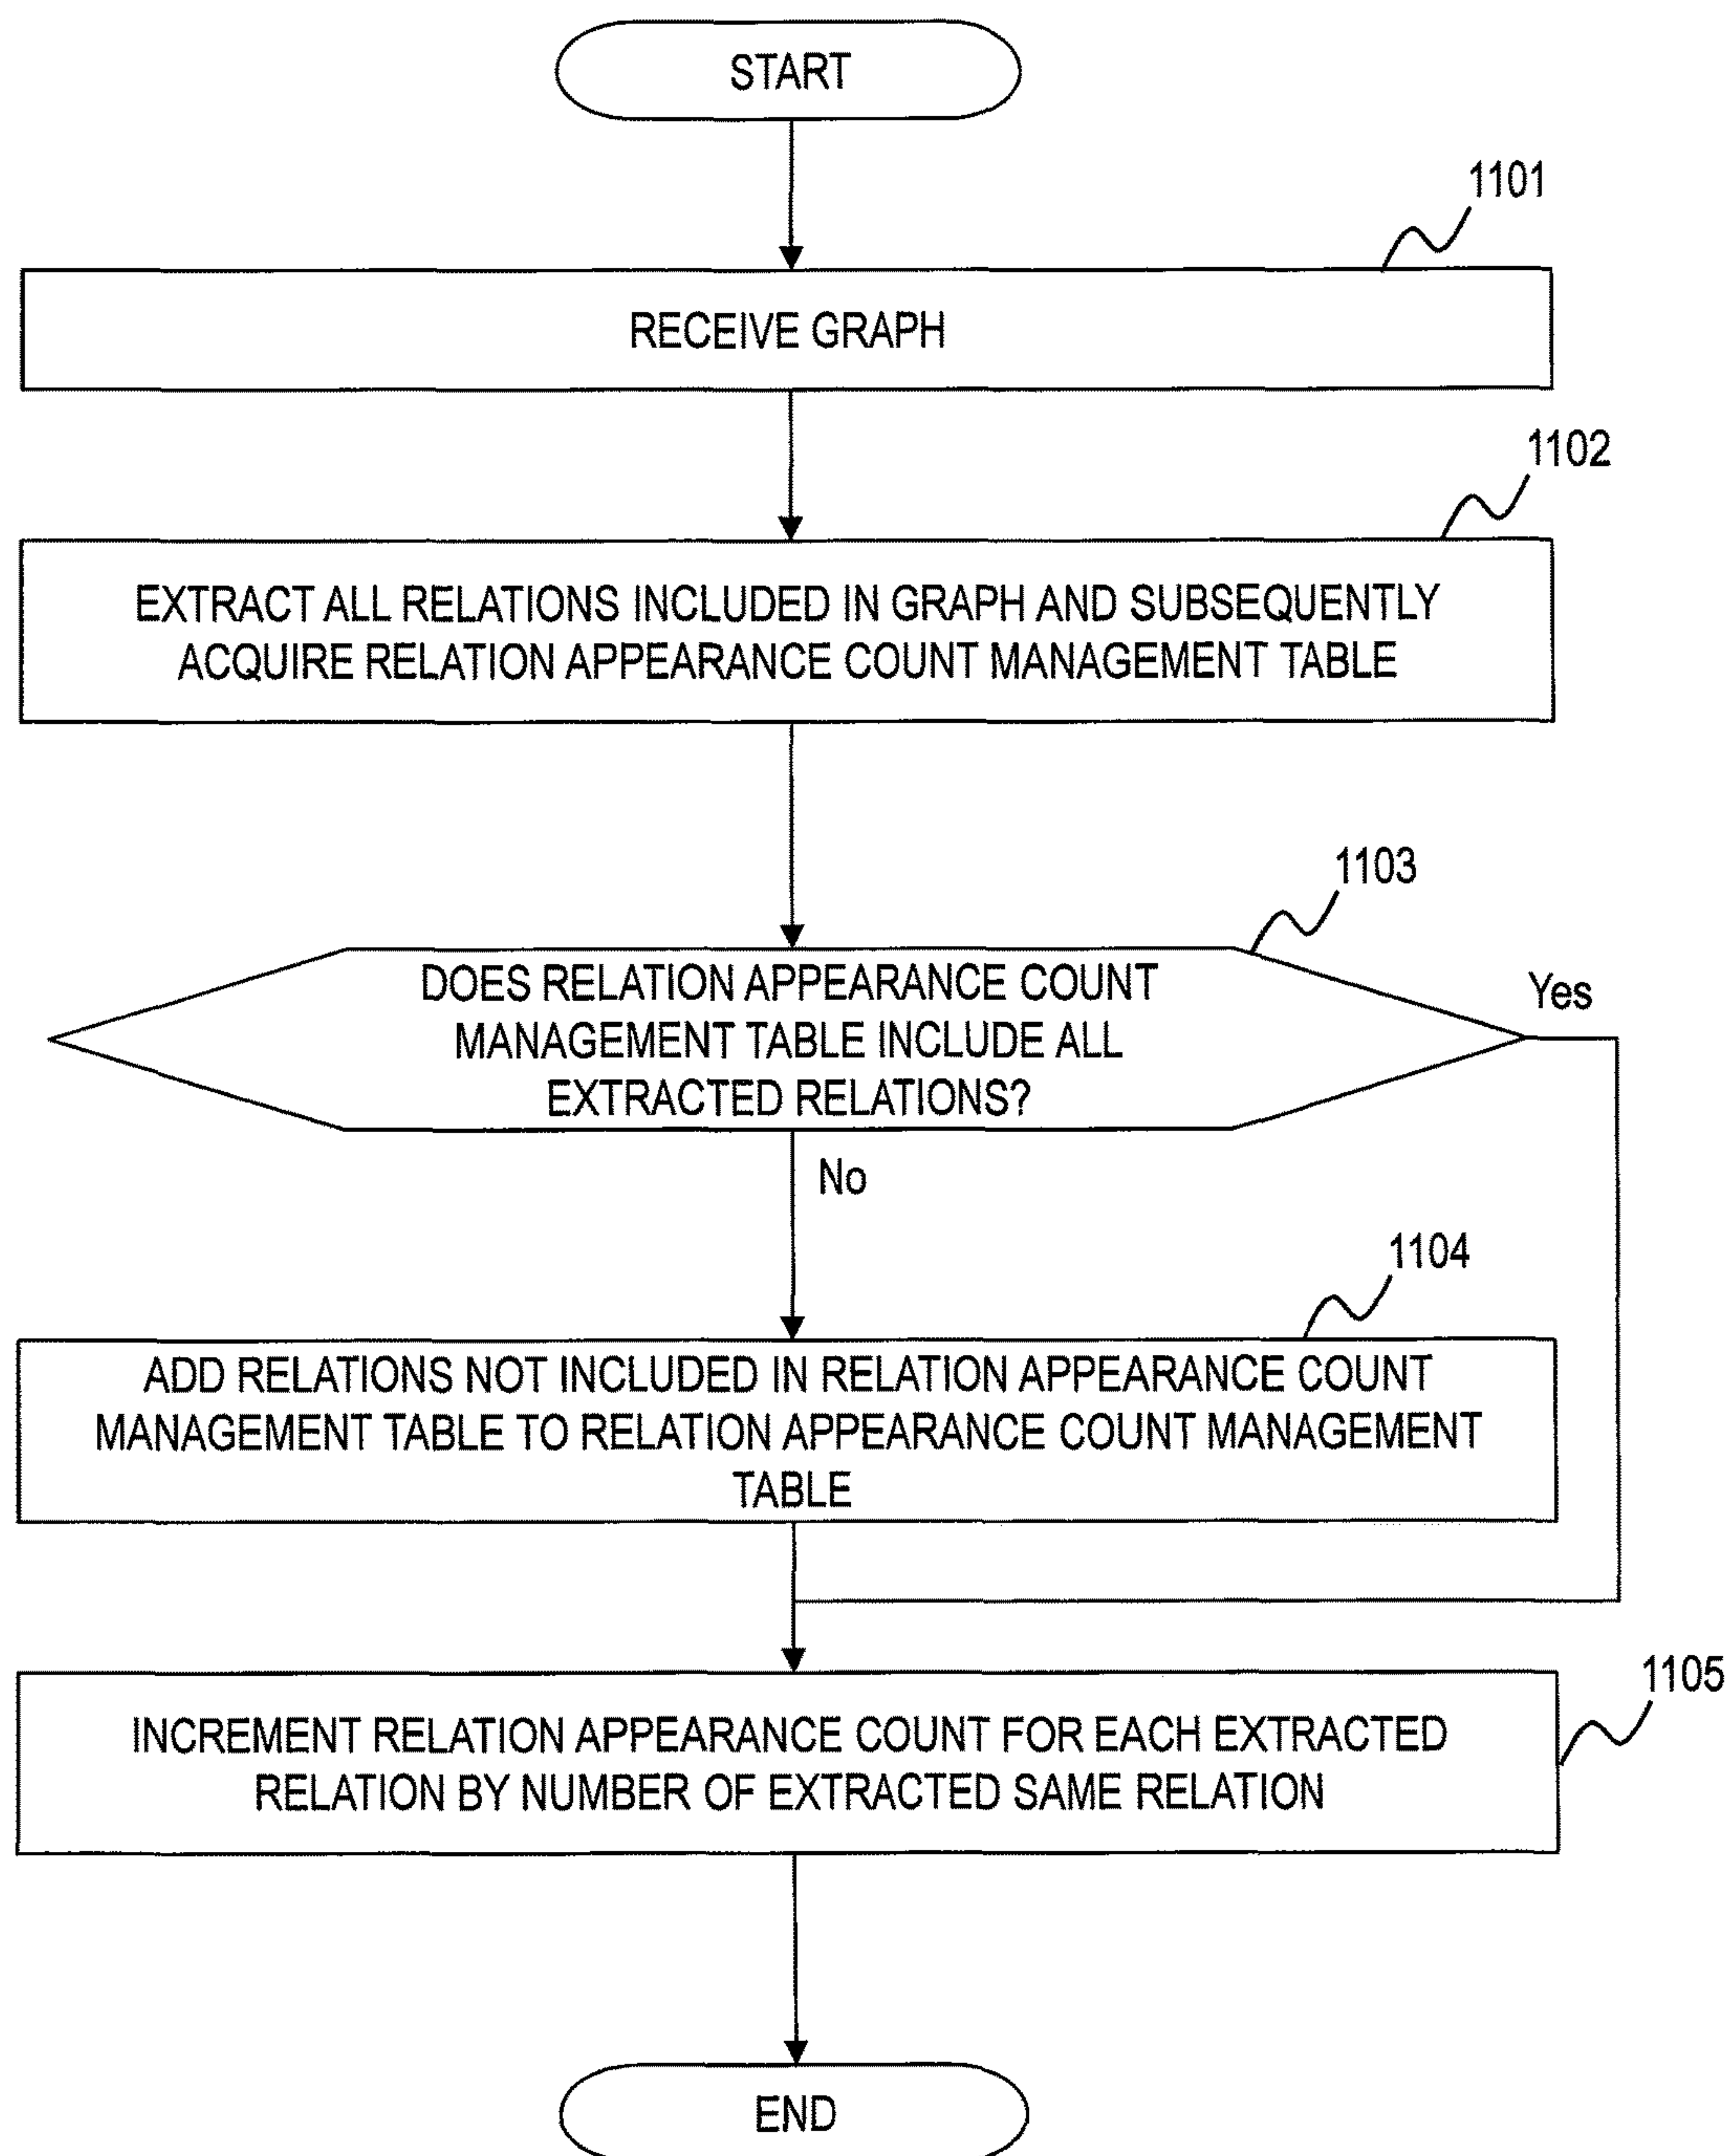 START
1101
RECEIVE GRAPH
1102
EXTRACT ALL RELATIONS INCLUDED IN GRAPH AND SUBSEQUENTLY
ACQUIRE RELATION APPEARANCE COUNT MANAGEMENT TABLE
1103
DOES RELATION APPEARANCE COUNT
MANAGEMENT TABLE INCLUDE ALL
EXTRACTED RELATIONS?
Yes
No
1104
ADD RELATIONS NOT INCLUDED IN RELATION APPEARANCE COUNT
MANAGEMENT TABLE TO RELATION APPEARANCE COUNT MANAGEMENT
TABLE
1105
INCREMENT RELATION APPEARANCE COUNT FOR EACH EXTRACTED
RELATION BY NUMBER OF EXTRACTED SAME RELATION
END